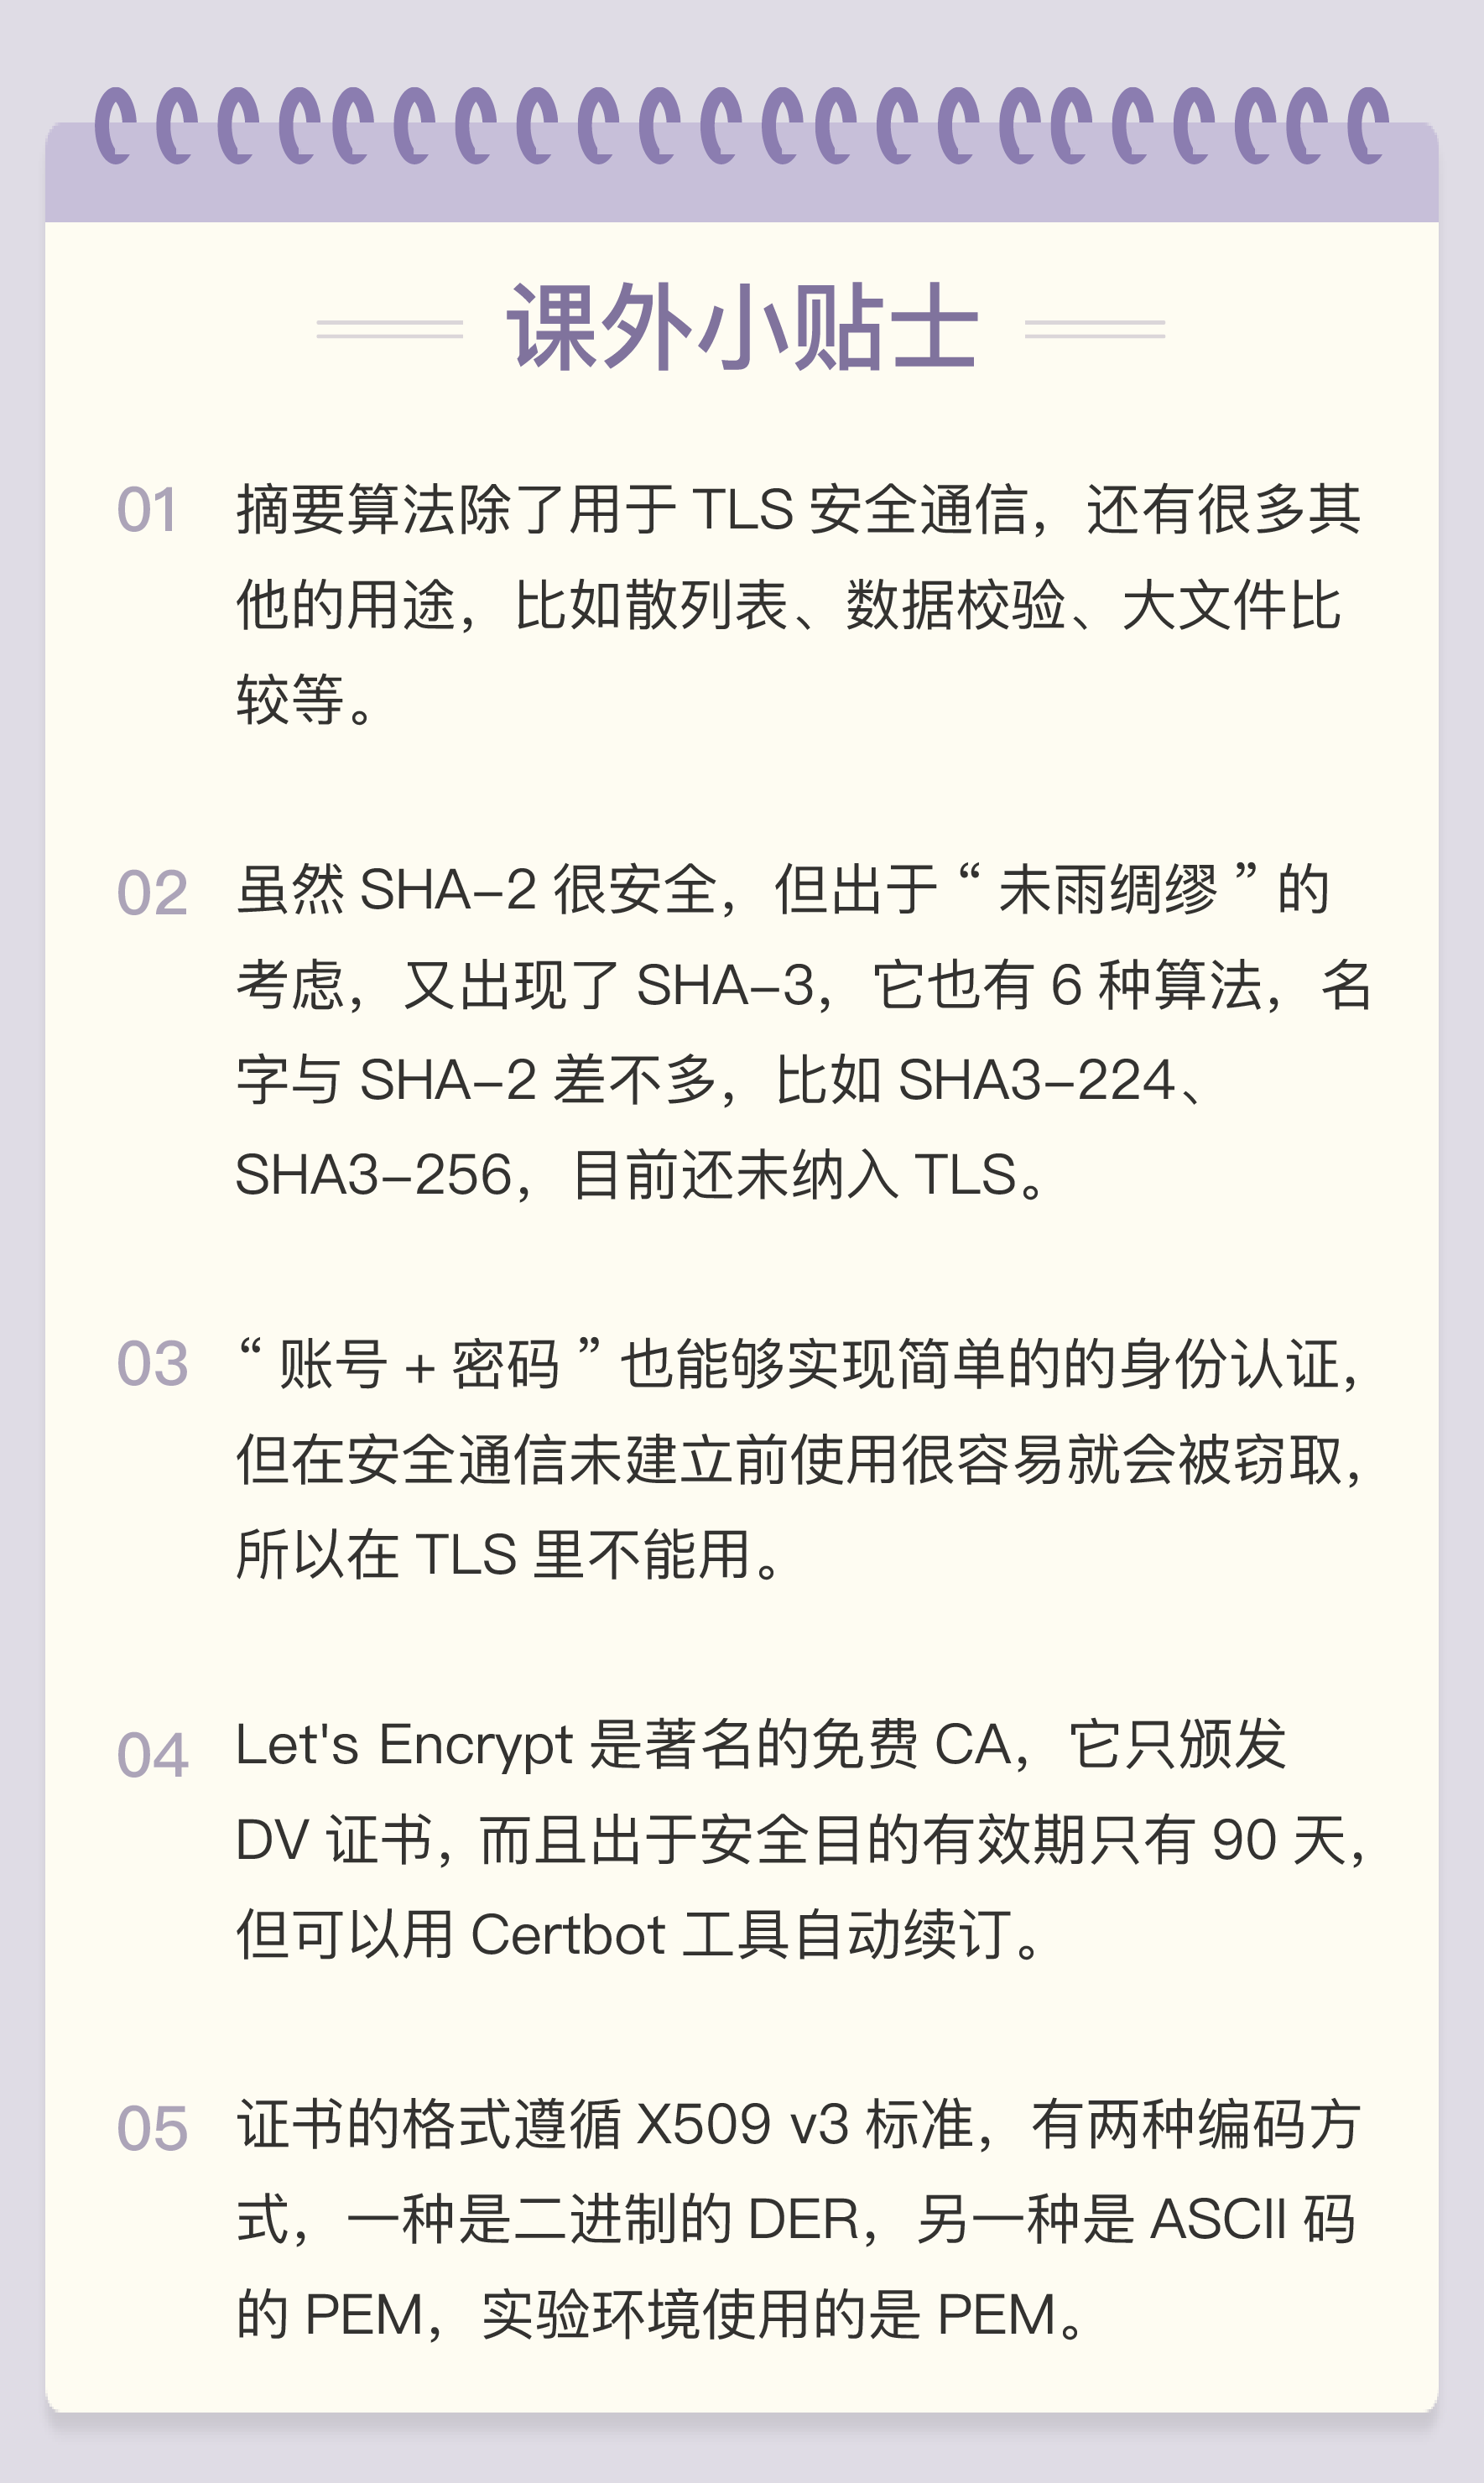 课外小贴士
01 摘要算法除了用于 TLS 安全通信，还有很多其
他的用途，比如散列表、数据校验、大文件比
较等。
02 虽然 SHA-2 很安全，但出于“未雨绸缪”的
考虑，又出现了 SHA-3，它也有 6 种算法，名
字与 SHA-2 差不多，比如 SHA3-224、
SHA3-256，目前还未纳入 TLS。
03 “账号 + 密码”也能够实现简单的的身份认证，
但在安全通信未建立前使用很容易就会被窃取，
所以在 TLS 里不能用。
04 Let's Encrypt 是著名的免费 CA，它只颁发
DV 证书，而且出于安全目的有效期只有 90 天，
但可以用 Certbot 工具自动续订。
05 证书的格式遵循 X509 v3 标准，有两种编码方
式，一种是二进制的 DER，另一种是 ASCII 码
的 PEM，实验环境使用的是 PEM。